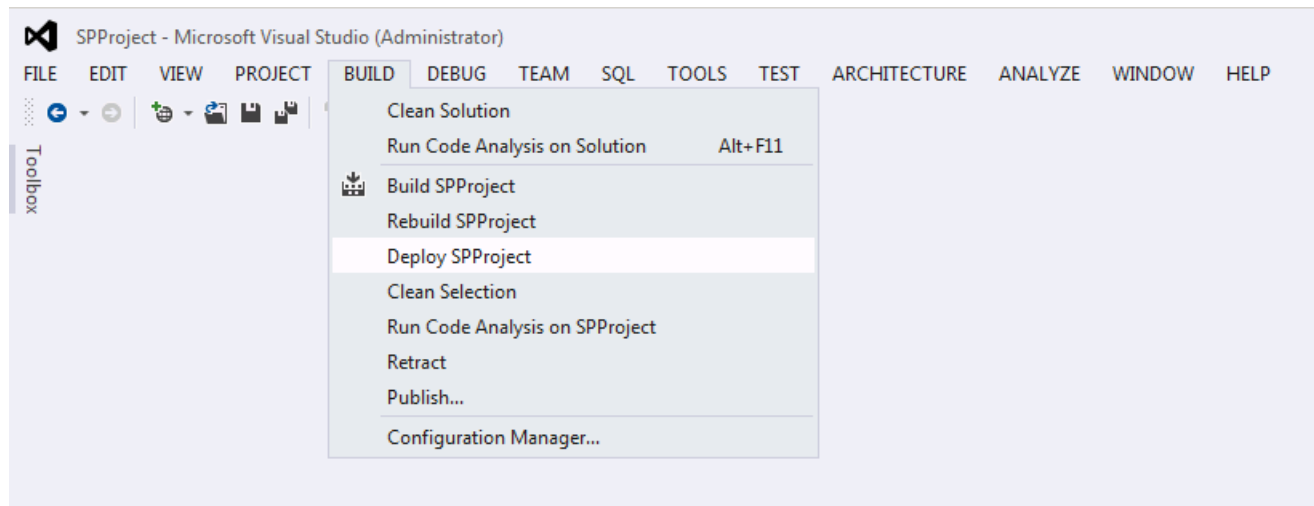 SPProject - Microsoft Visual Studio (Administrator)
FILE EDIT VIEW PROJECT BUILD DEBUG TEAM SQL TOOLS TEST ARCHITECTURE ANALYZE WINDOW HELP
Toolbox
Clean Solution
Run Code Analysis on Solution Alt+F11
Build SPProject
Rebuild SPProject
Deploy SPProject
Clean Selection
Run Code Analysis on SPProject
Retract
Publish...
Configuration Manager...